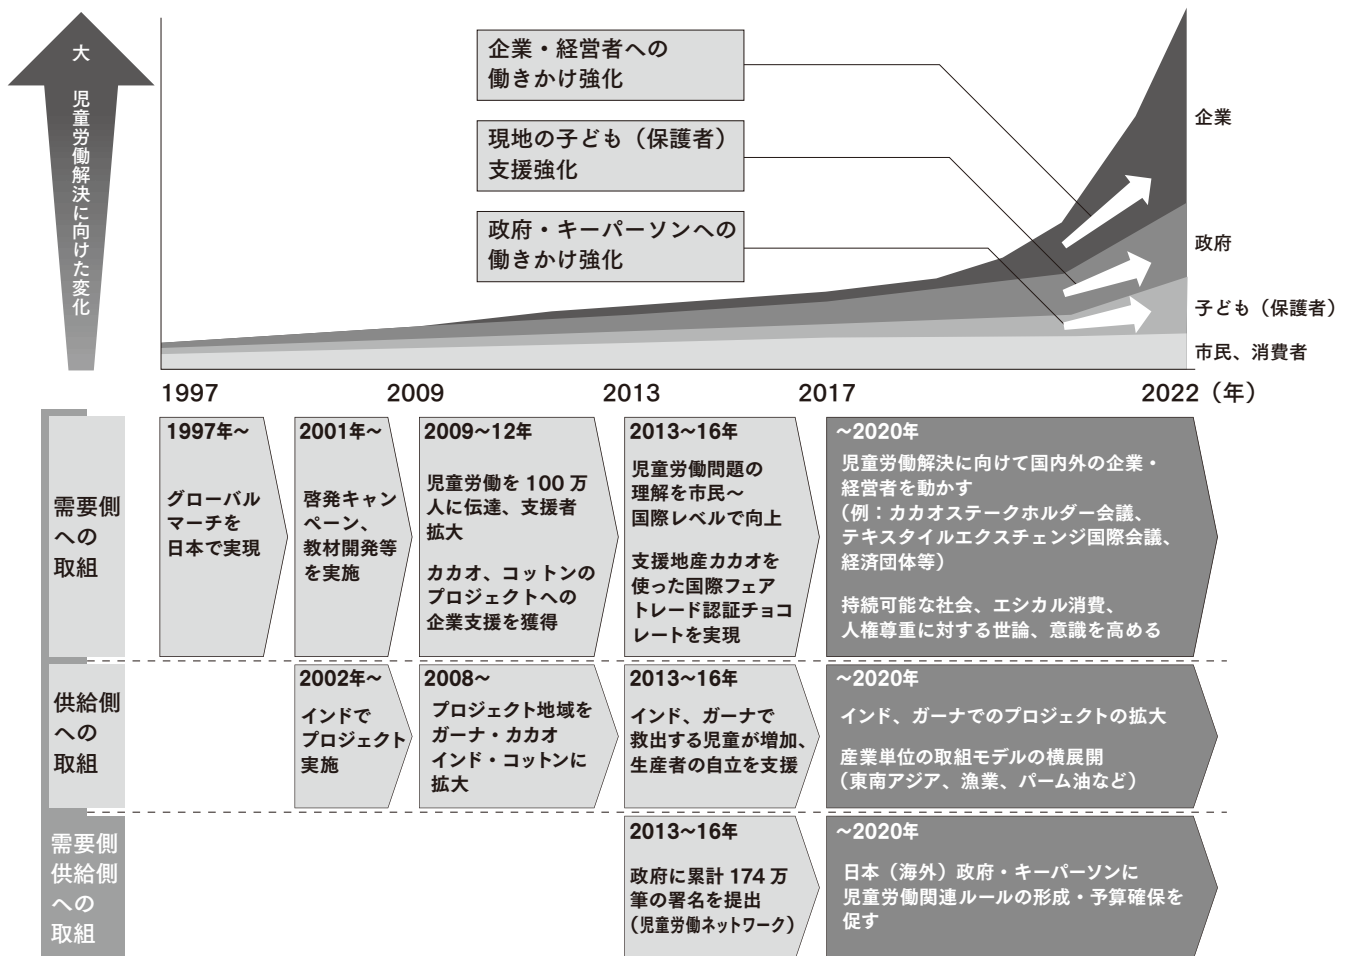 大 児童労働解決に向けた変化
企業・経営者への
働きかけ強化
現地の子ども（保護者）
支援強化
政府・キーパーソンへの
働きかけ強化
企業
政府
子ども（保護者）
市民、消費者
1997 2009 2013 2017 2022（年）
需要側
への
取組
1997年～
グローバル
マーチを
日本で実現
2001年～
啓発キャン
ペーン、
教材開発等
を実施
2009～12年
児童労働を 100 万
人に伝達、支援者
拡大
カカオ、コットンの
プロジェクトへの
企業支援を獲得
2013～16年
児童労働問題の
理解を市民～
国際レベルで向上
支援地産カカオを
使った国際フェア
トレード認証チョコ
レートを実現
～2020年
児童労働解決に向けて国内外の企業・
経営者を動かす
（例：カカオステークホルダー会議、
テキスタイルエクスチェンジ国際会議、
経済団体等）
持続可能な社会、エシカル消費、
人権尊重に対する世論、意識を高める
供給側
への
取組
2002年～
インドで
プロジェクト
実施
2008～
プロジェクト地域を
ガーナ・カカオ
インド・コットンに
拡大
2013～16年
インド、ガーナで
救出する児童が増加、
生産者の自立を支援
～2020年
インド、ガーナでのプロジェクトの拡大
産業単位の取組モデルの横展開
（東南アジア、漁業、パーム油など）
需要側
供給側
への
取組
2013～16年
政府に累計 174 万
筆の署名を提出
（児童労働ネットワーク）
～2020年
日本（海外）政府・キーパーソンに
児童労働関連ルールの形成・予算確保を
促す